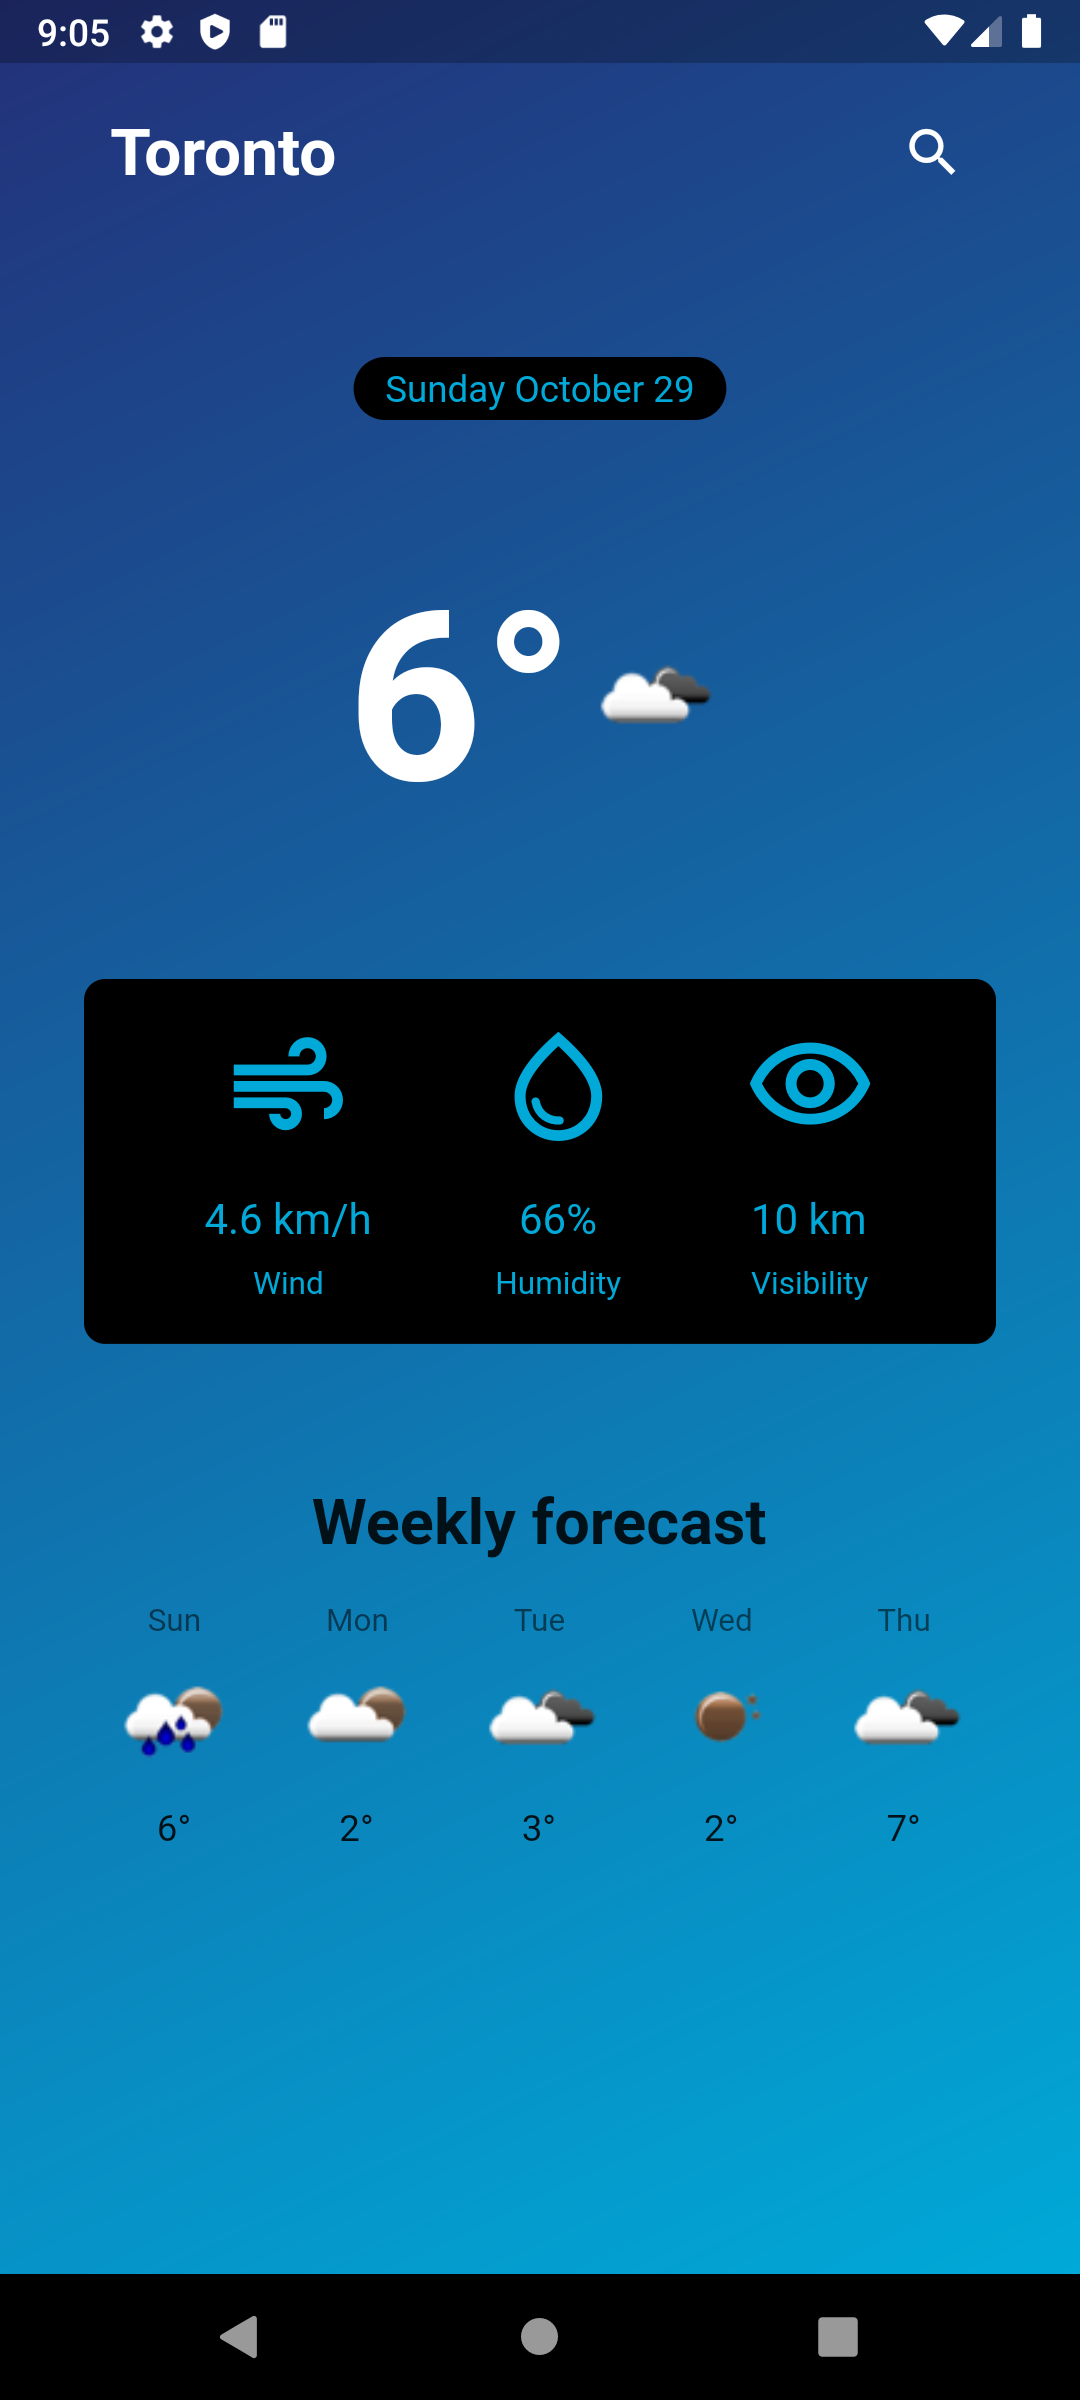 9:05
Toronto
Sunday October 29
6°
4.6 km/h 66% 10 km
Wind Humidity Visibility
Weekly forecast
Sun Mon Tue Wed Thu
6° 2° 3° 2° 7°